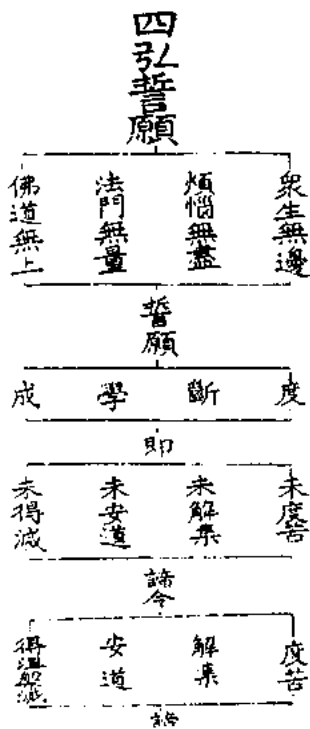 四弘誓願
衆生無邊
煩惱無盡
法門無量
佛道無上
誓願
度
斷
學
成
即
未度苦
未解集
未安道
未得滅
諦令
度苦
解集
安道
得涅槃滅
諦